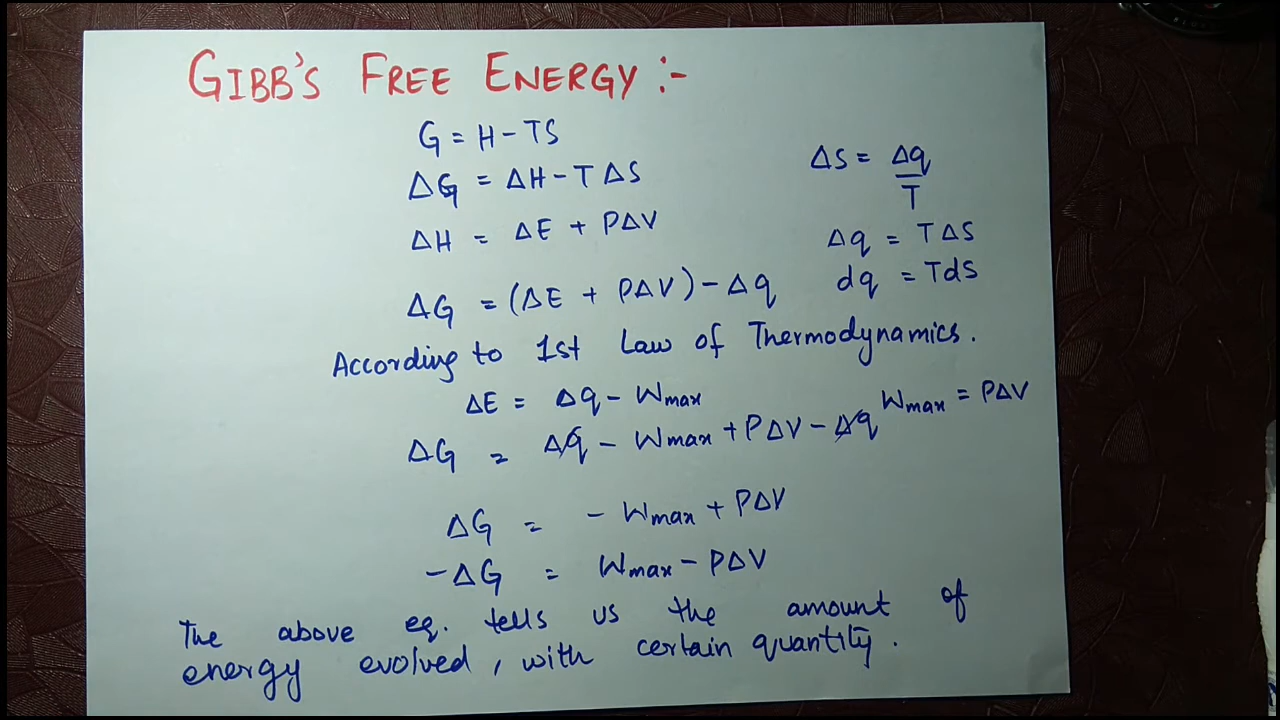 GIBB'S FREE ENERGY :-
G = H - TS
ΔG = ΔH - T ΔS
ΔS = Δq / T
ΔH = ΔE + PΔV
Δq = TΔS
dq = TdS
ΔG = (ΔE + PΔV) - Δq
According to 1st Law of Thermodynamics.
ΔE = Δq - Wmax
Wmax = PΔV
ΔG = Δq - Wmax + PΔV - Δq
ΔG = - Wmax + PΔV
-ΔG = Wmax - PΔV
The above eq. tells us the amount of
energy evolved, with certain quantity.